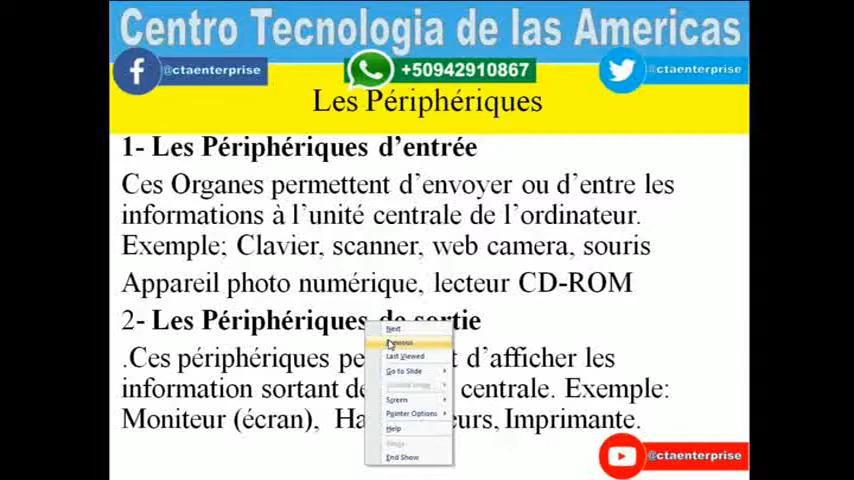 Centro Tecnologia de las Americas
@ctaenterprise
+50942910867
@ctaenterprise
Les Périphériques
1- Les Périphériques d'entrée
Ces Organes permettent d'envoyer ou d'entre les
informations à l'unité centrale de l'ordinateur.
Exemple; Clavier, scanner, web camera, souris
Appareil photo numérique, lecteur CD-ROM
2- Les Périphériques de sortie
.Ces périphériques d'afficher les
information sortant centrale. Exemple:
Moniteur (écran), Imprimante.
Next
Previous
Last Viewed
Go to Slide
Screen
Pointer Options
Help
End Show
@ctaenterprise